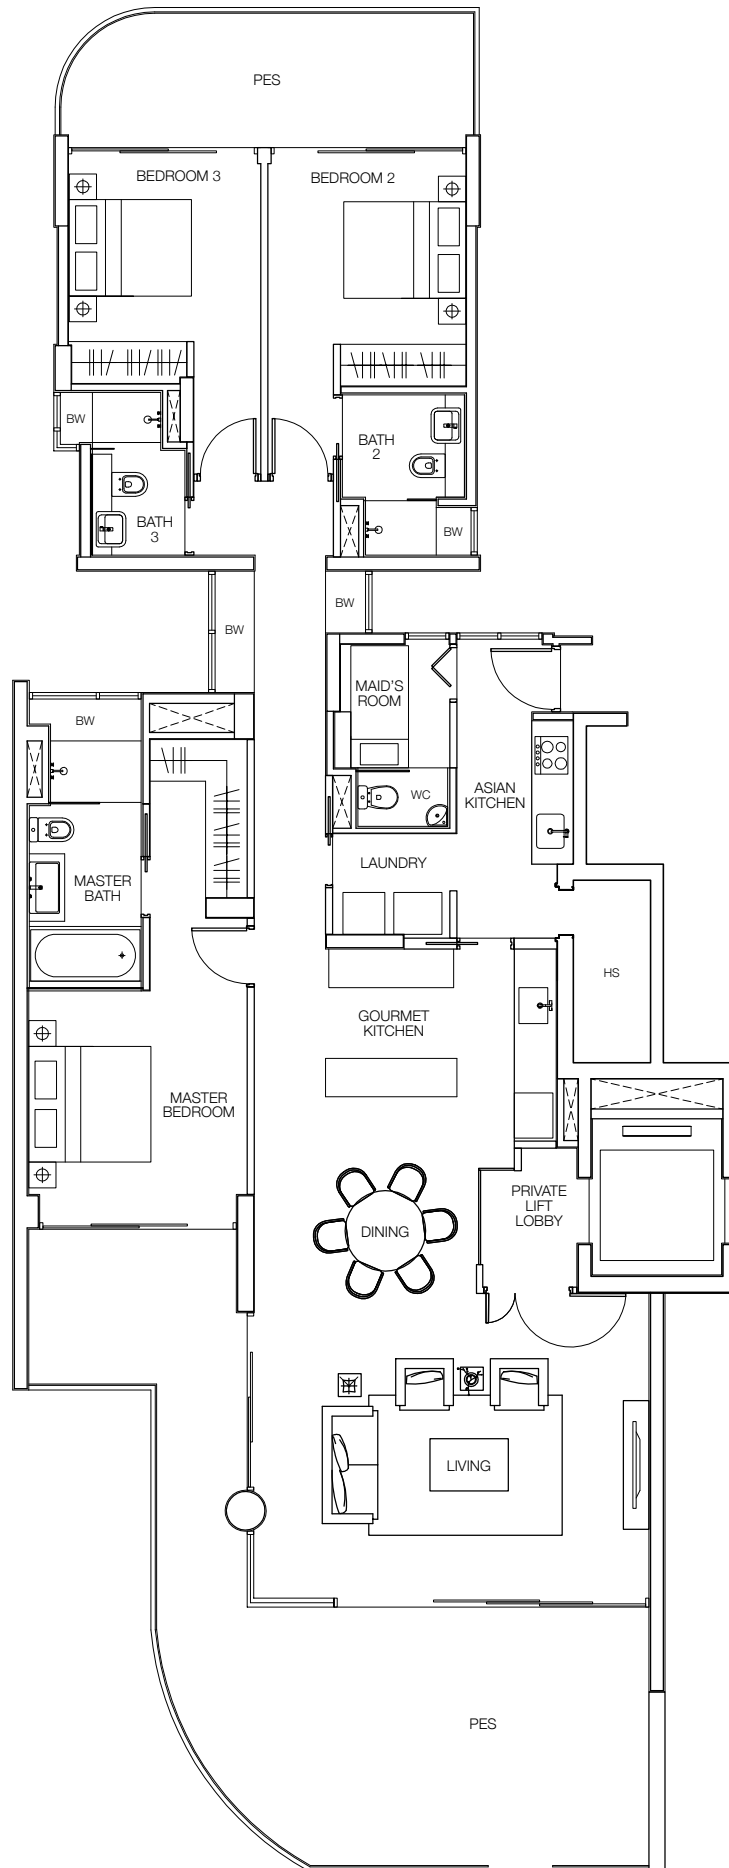 PES
BEDROOM 3
BEDROOM 2
BW
BATH
2
BATH
3
BW
BW
BW
MAID'S
ROOM
BW
ASIAN
KITCHEN
WC
LAUNDRY
MASTER
BATH
HS
GOURMET
KITCHEN
MASTER
BEDROOM
PRIVATE
LIFT
LOBBY
DINING
LIVING
PES